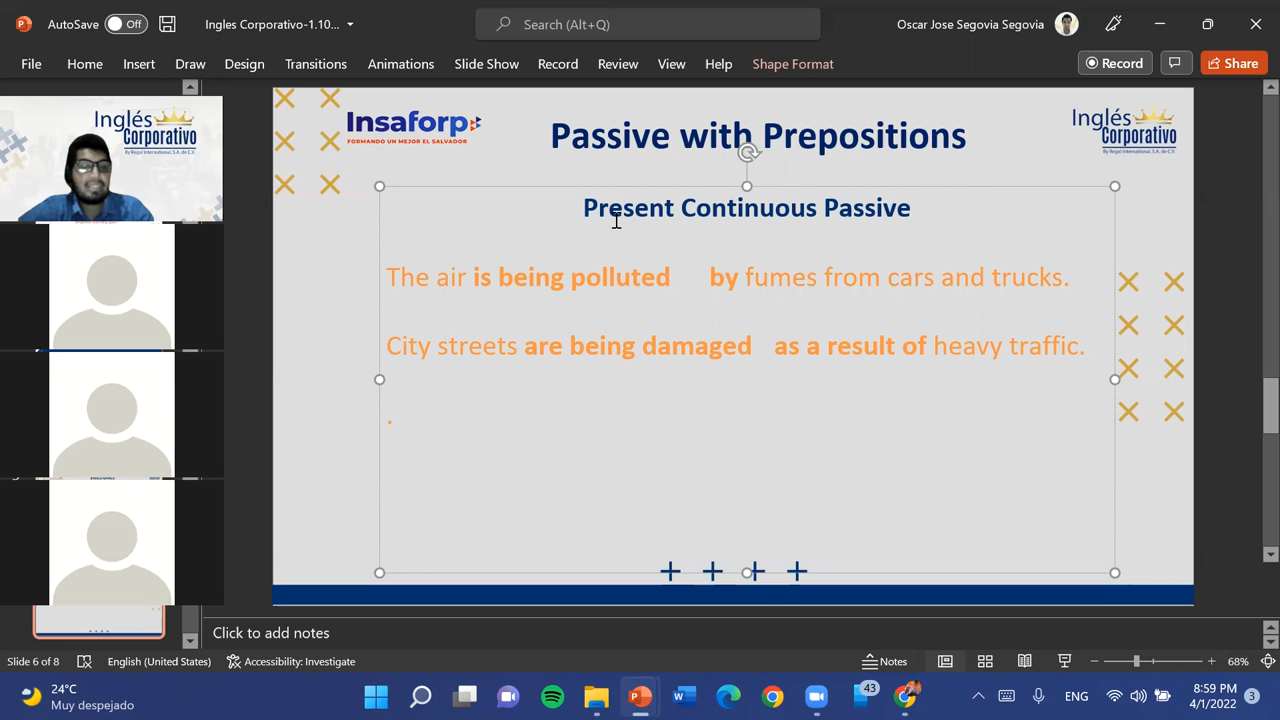 AutoSave Off Ingles Corporativo-1.10... Search (Alt+Q) Oscar Jose Segovia Segovia
File Home Insert Draw Design Transitions Animations Slide Show Record Review View Help Shape Format Record Share
Inglés
Corporativo
By Regal International, S.A. de C.V.
Insaforp
FORMANDO UN MEJOR EL SALVADOR
Passive with Prepositions
Inglés
Corporativo
By Regal International, S.A. de C.V.
Present Continuous Passive
The air is being polluted by fumes from cars and trucks.
City streets are being damaged as a result of heavy traffic.
.
Click to add notes
Slide 6 of 8 English (United States) Accessibility: Investigate Notes 68%
24°C
Muy despejado
43
ENG
8:59 PM
4/1/2022
3